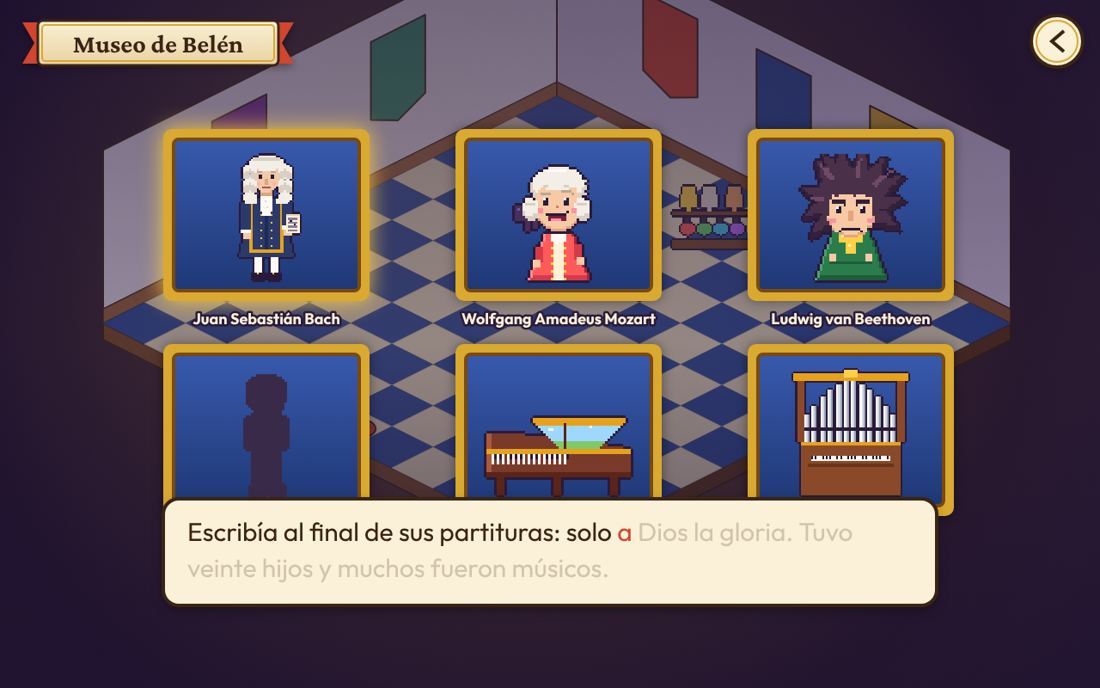 Museo de Belén
Juan Sebastián Bach
Wolfgang Amadeus Mozart
Ludwig van Beethoven
Escribía al final de sus partituras: solo a Dios la gloria. Tuvo
veinte hijos y muchos fueron músicos.